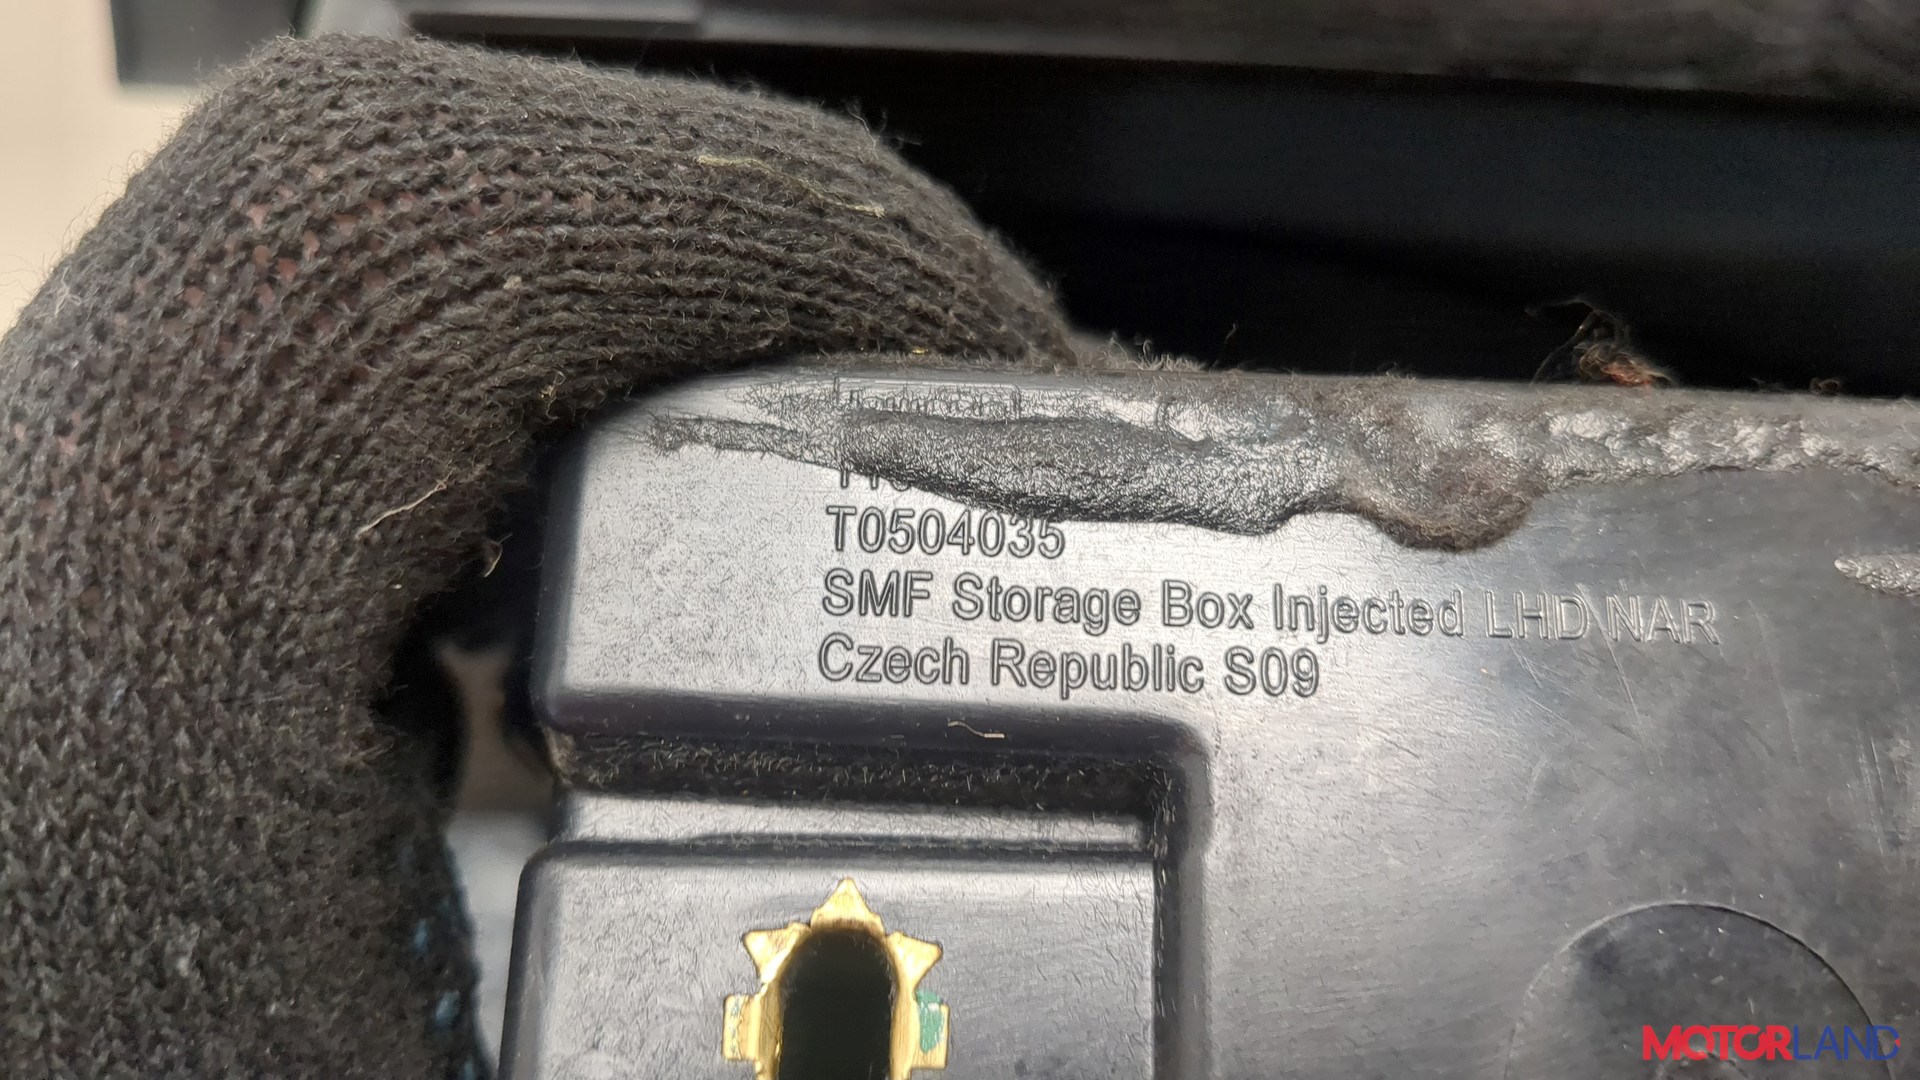 T0504035
SMF Storage Box Injected LHD NAR
Czech Republic S09
MOTORLAND